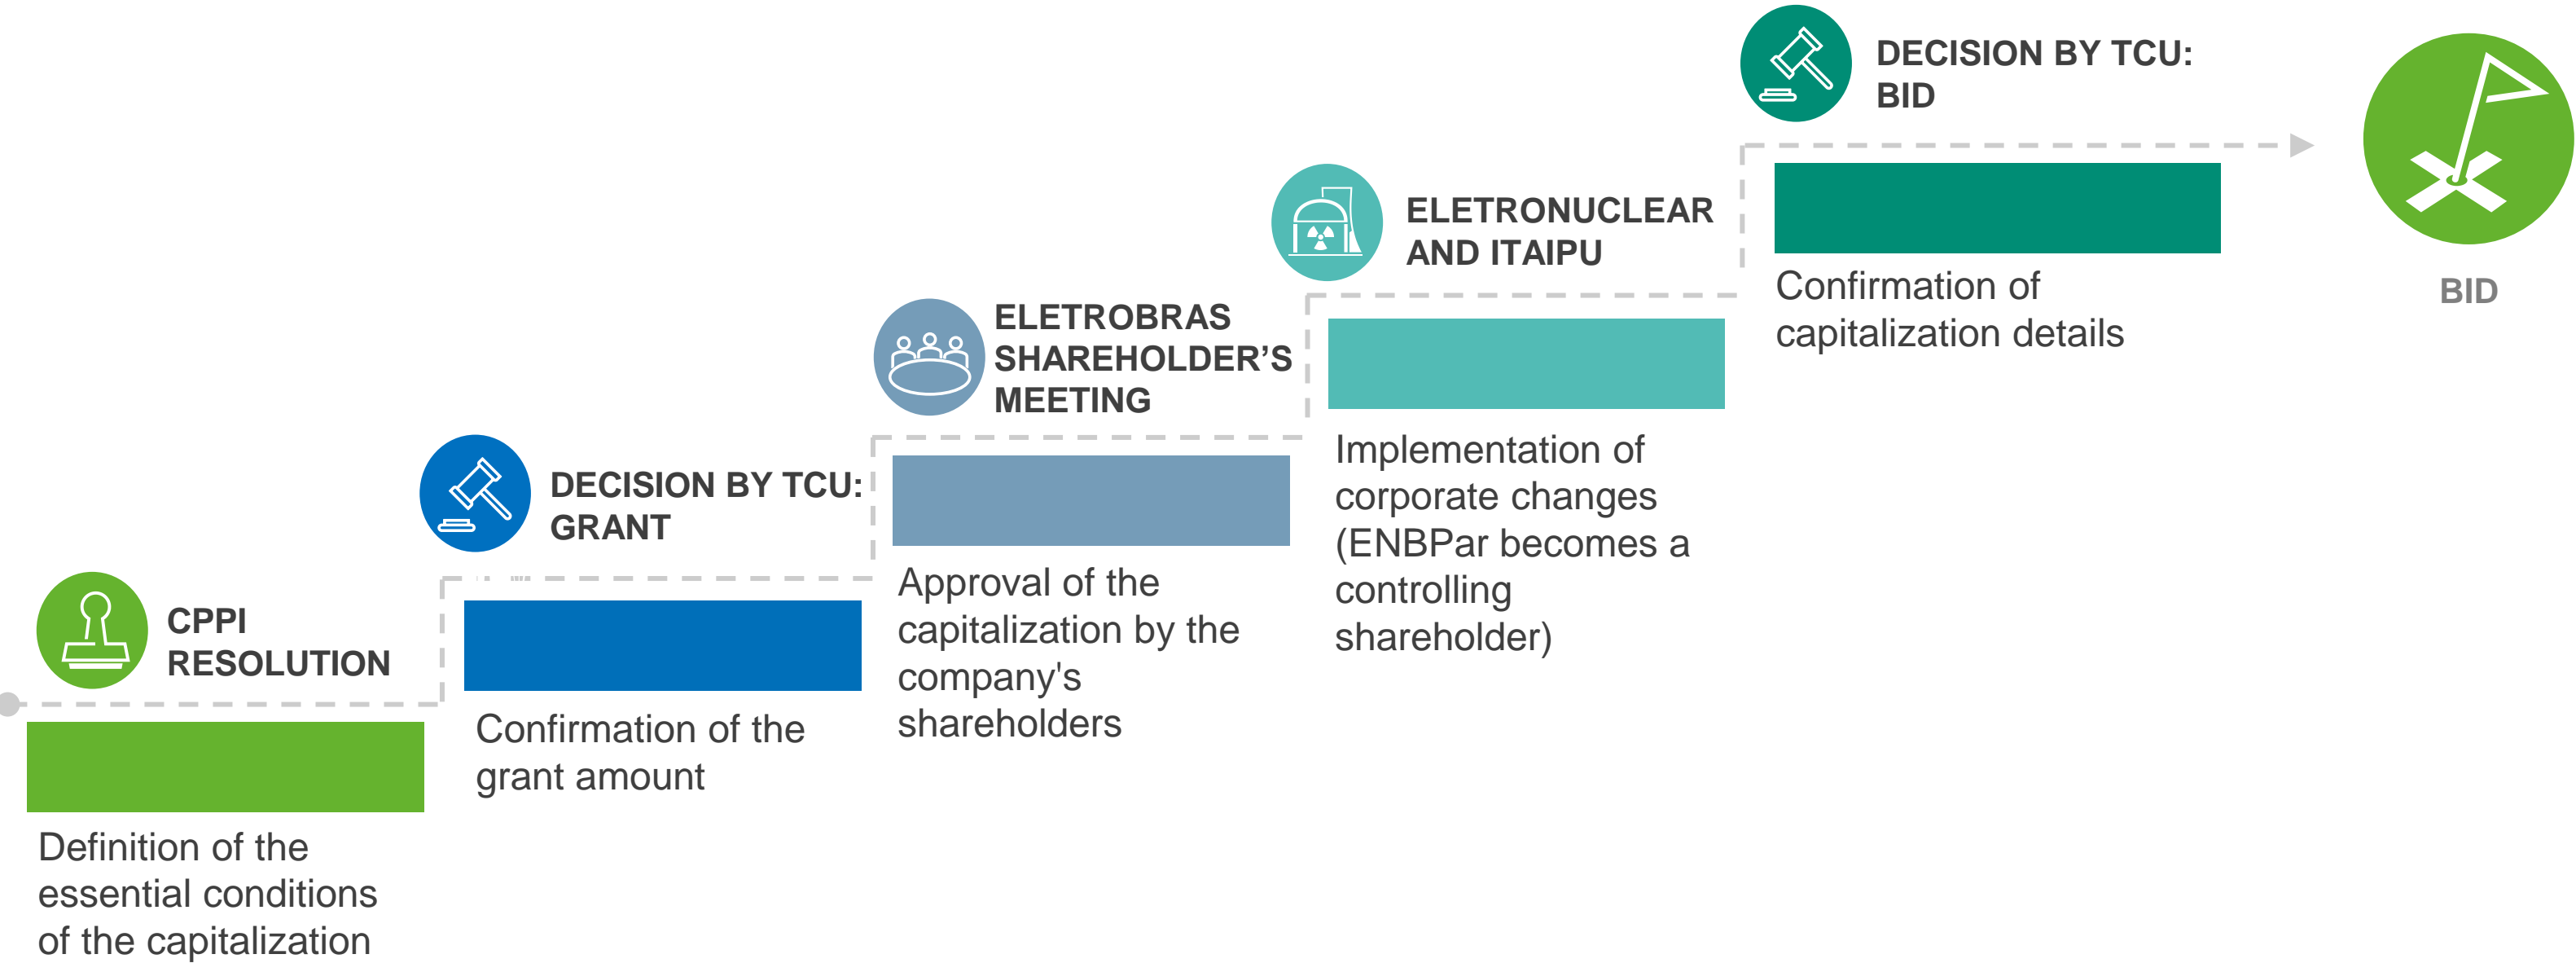 CPPI
RESOLUTION
Definition of the
essential conditions
of the capitalization
DECISION BY TCU:
GRANT
Confirmation of the
grant amount
ELETROBRAS
SHAREHOLDER’S
MEETING
Approval of the
capitalization by the
company's
shareholders
ELETRONUCLEAR
AND ITAIPU
Implementation of
corporate changes
(ENBPar becomes a
controlling
shareholder)
DECISION BY TCU:
BID
Confirmation of
capitalization details
BID